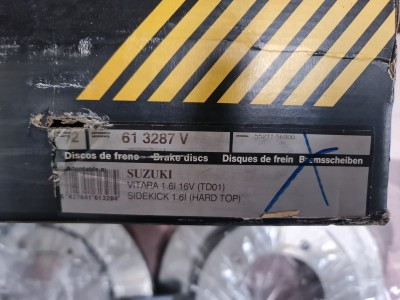 72 61 3287 V
Discos de freno Brake discs Disques de frein Bremsscheiben
SUZUKI
VITARA 1.6I 16V (TD01)
SIDEKICK 1.6I (HARD TOP)